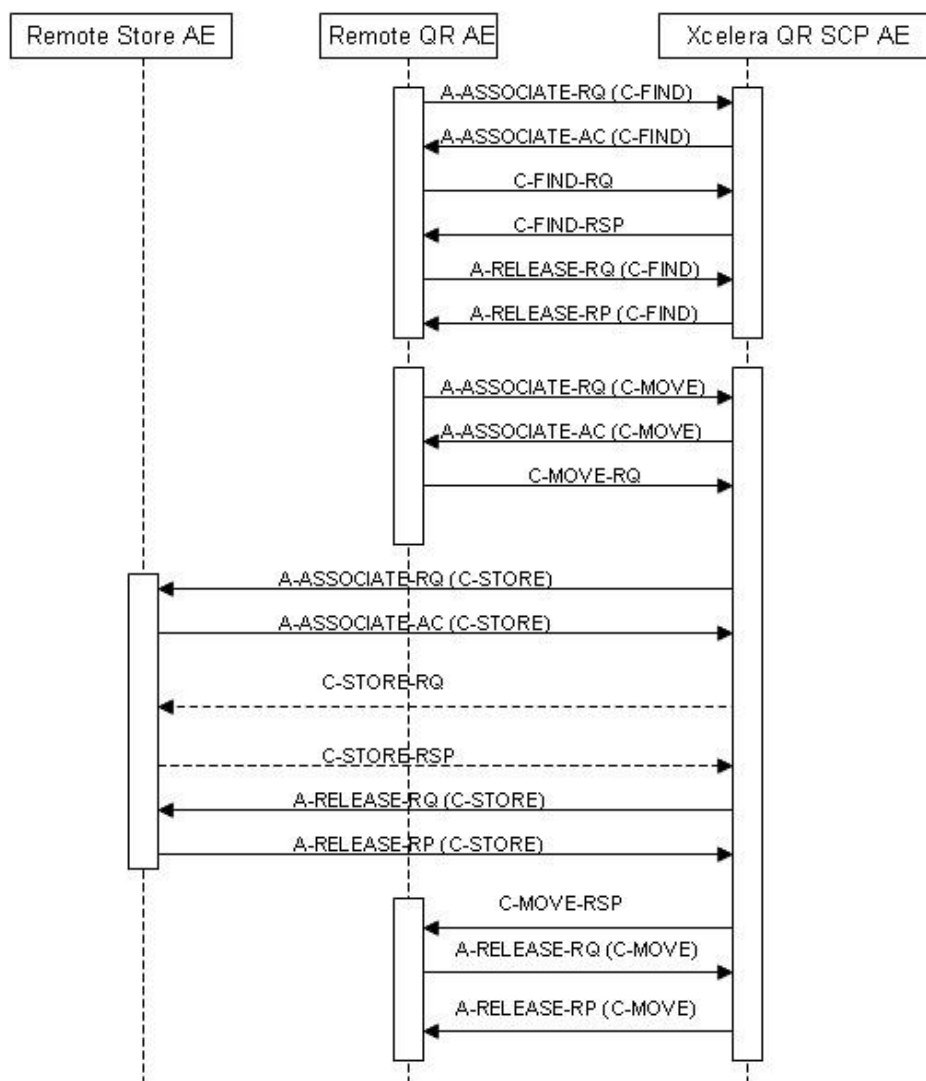 Remote Store AE
Remote QR AE
Xcelera QR SCP AE
A-ASSOCIATE-RQ (C-FIND)
A-ASSOCIATE-AC (C-FIND)
C-FIND-RQ
C-FIND-RSP
A-RELEASE-RQ (C-FIND)
A-RELEASE-RP (C-FIND)
A-ASSOCIATE-RQ (C-MOVE)
A-ASSOCIATE-AC (C-MOVE)
C-MOVE-RQ
A-ASSOCIATE-RQ (C-STORE)
A-ASSOCIATE-AC (C-STORE)
C-STORE-RQ
C-STORE-RSP
A-RELEASE-RQ (C-STORE)
A-RELEASE-RP (C-STORE)
C-MOVE-RSP
A-RELEASE-RQ (C-MOVE)
A-RELEASE-RP (C-MOVE)